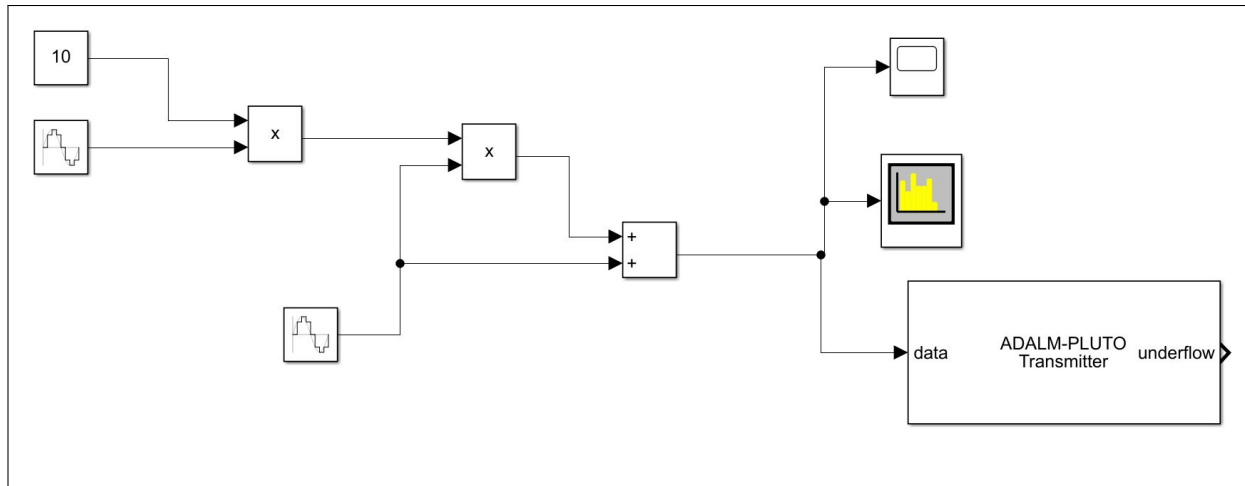 10
x
x
+
+
data
ADALM-PLUTO
Transmitter
underflow